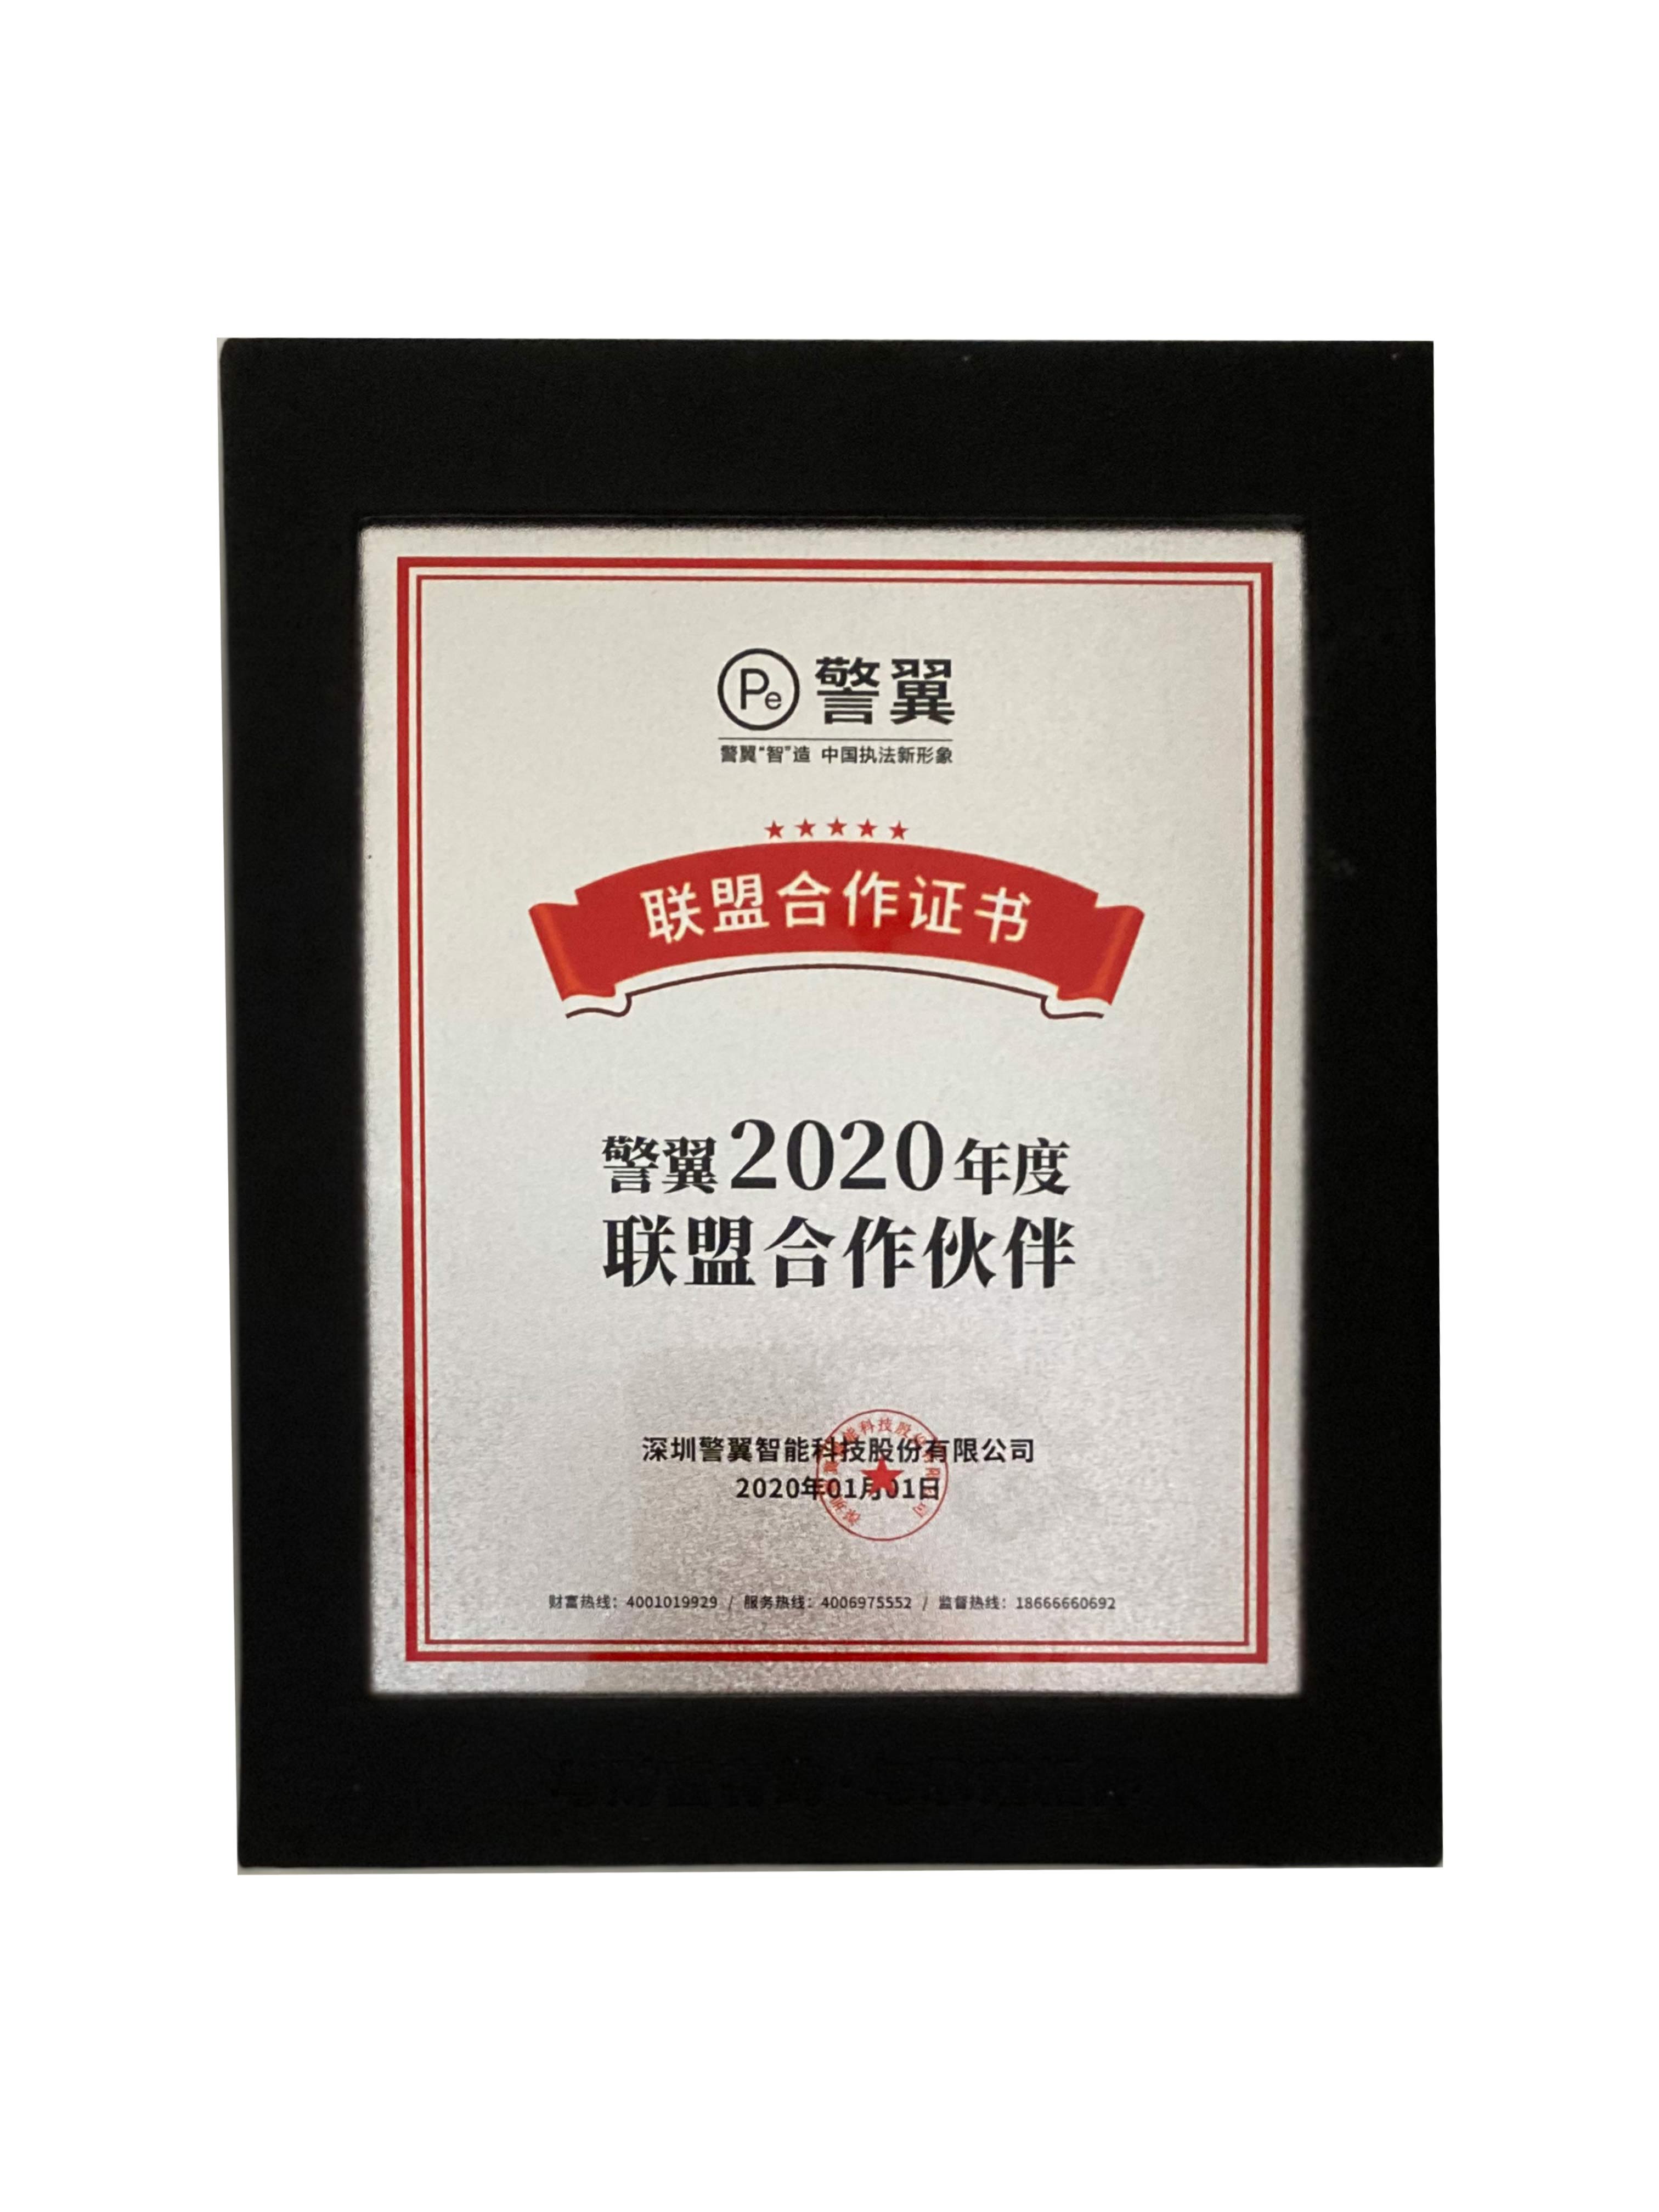 Pe 警翼
警翼“智”造 中国执法新形象
联盟合作证书
警翼2020年度
联盟合作伙伴
深圳警翼智能科技股份有限公司
2020年01月01日
财富热线：4001019929 / 服务热线：4006975552 / 监督热线：18666660692